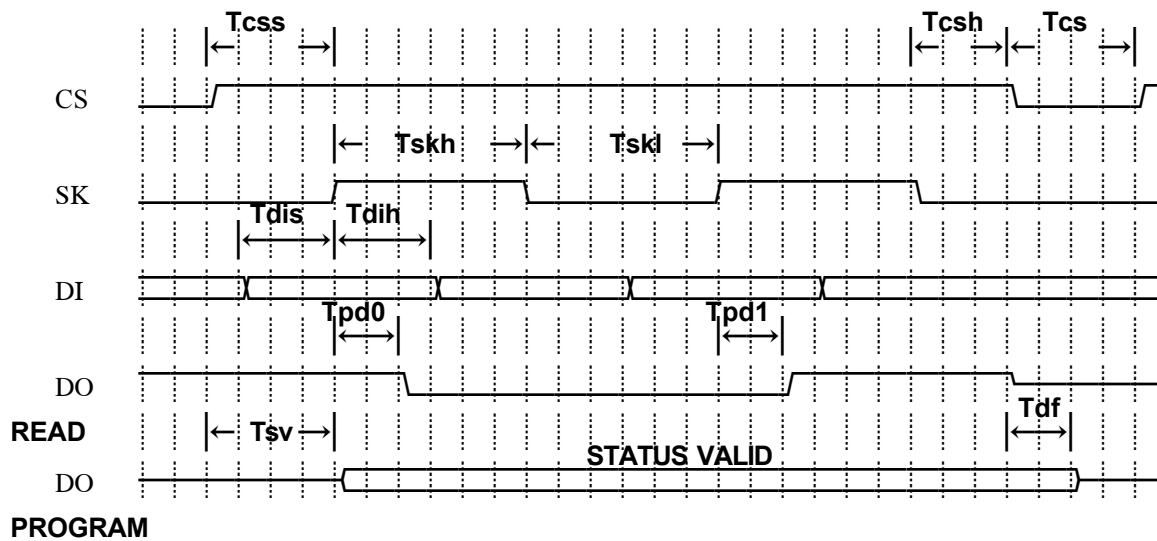 Tcss Tcsh Tcs
CS
Tskh Tskl
SK
Tdis Tdih
DI
Tpd0 Tpd1
DO
Tdf
READ Tsv
STATUS VALID
DO
PROGRAM